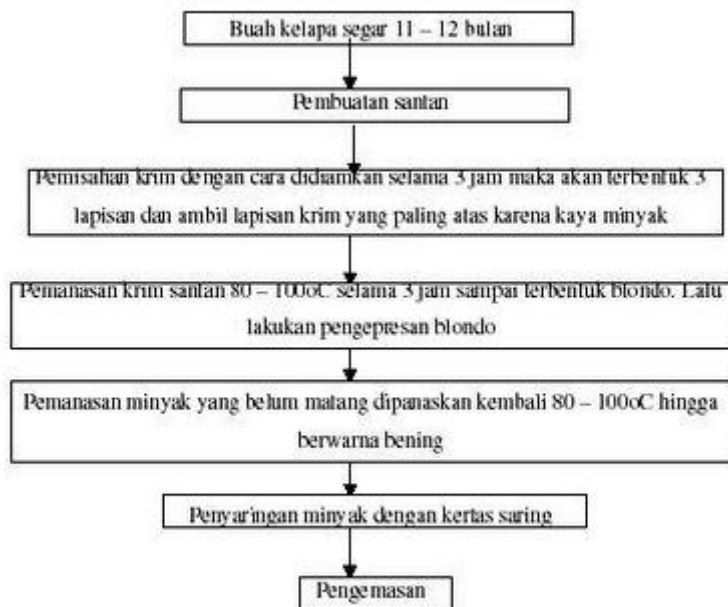 Buah kelapa segar 11 – 12 bulan
Pembuatan santan
Pemisahan krim dengan cara didiamkan selama 3 jam maka akan terbentuk 3
lapisan dan ambil lapisan krim yang paling atas karena kaya minyak
Pemanasan krim santan 80 – 100oC selama 3 jam sampai terbentuk blondo. Lalu
lakukan pengepresan blondo
Pemanasan minyak yang belum matang dipanaskan kembali 80 – 100oC hingga
berwarna bening
Penyaringan minyak dengan kertas saring
Pengemasan